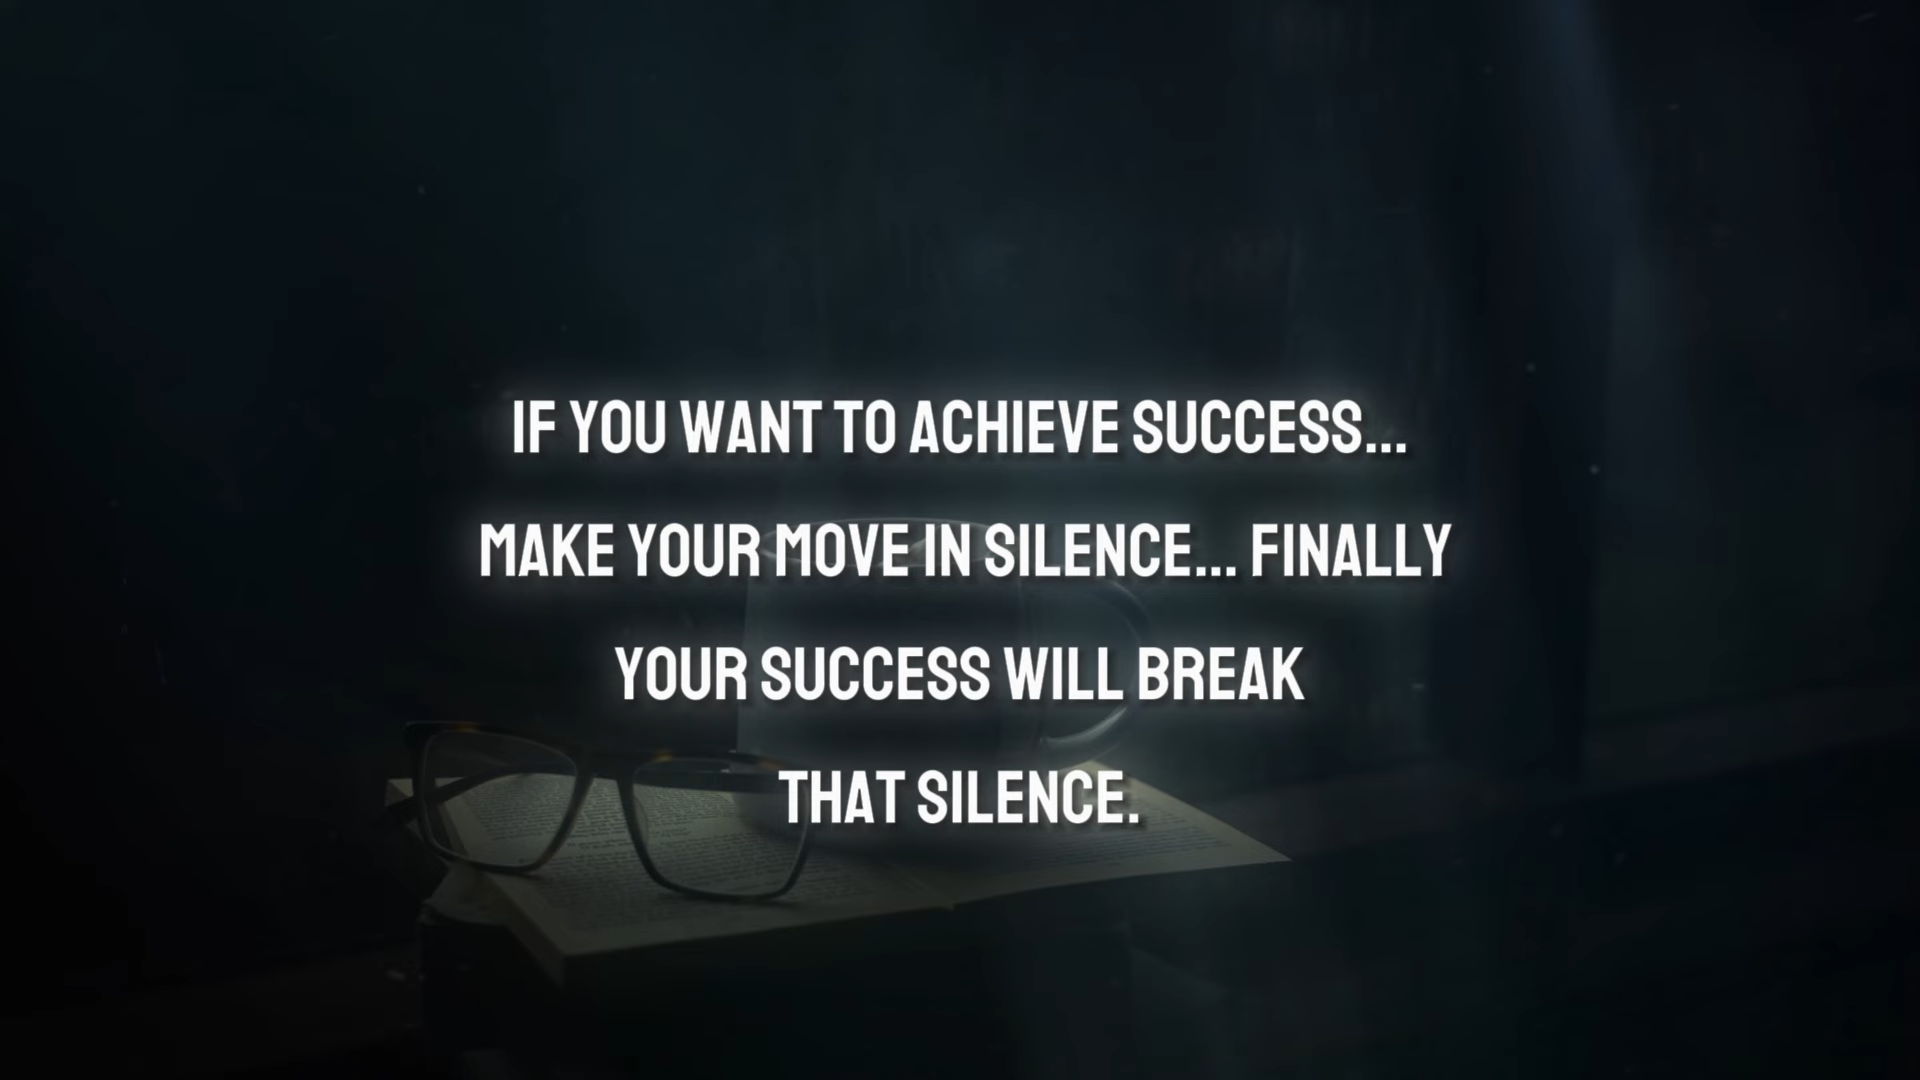 IF YOU WANT TO ACHIEVE SUCCESS...
MAKE YOUR MOVE IN SILENCE... FINALLY
YOUR SUCCESS WILL BREAK
THAT SILENCE.